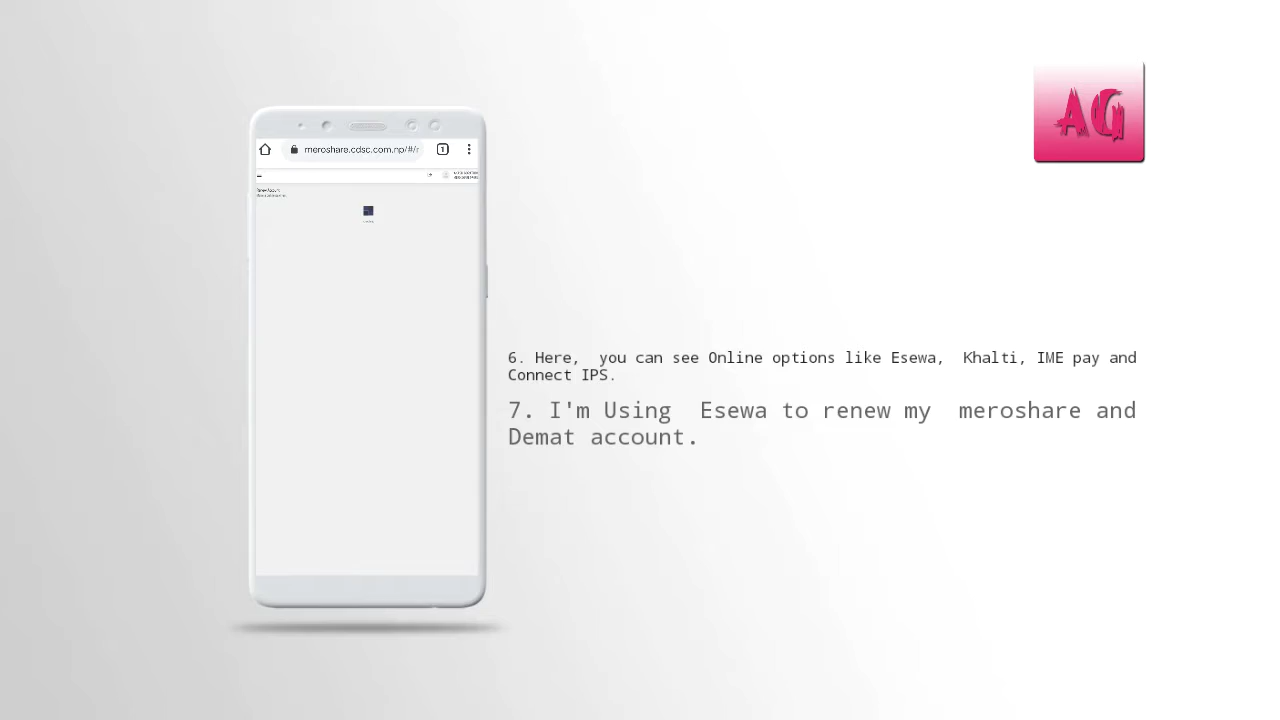 AG
meroshare.cdsc.com.np/#/r
1
6. Here,  you can see Online options like Esewa,  Khalti, IME pay and
Connect IPS.
7. I'm Using  Esewa to renew my  meroshare and
Demat account.